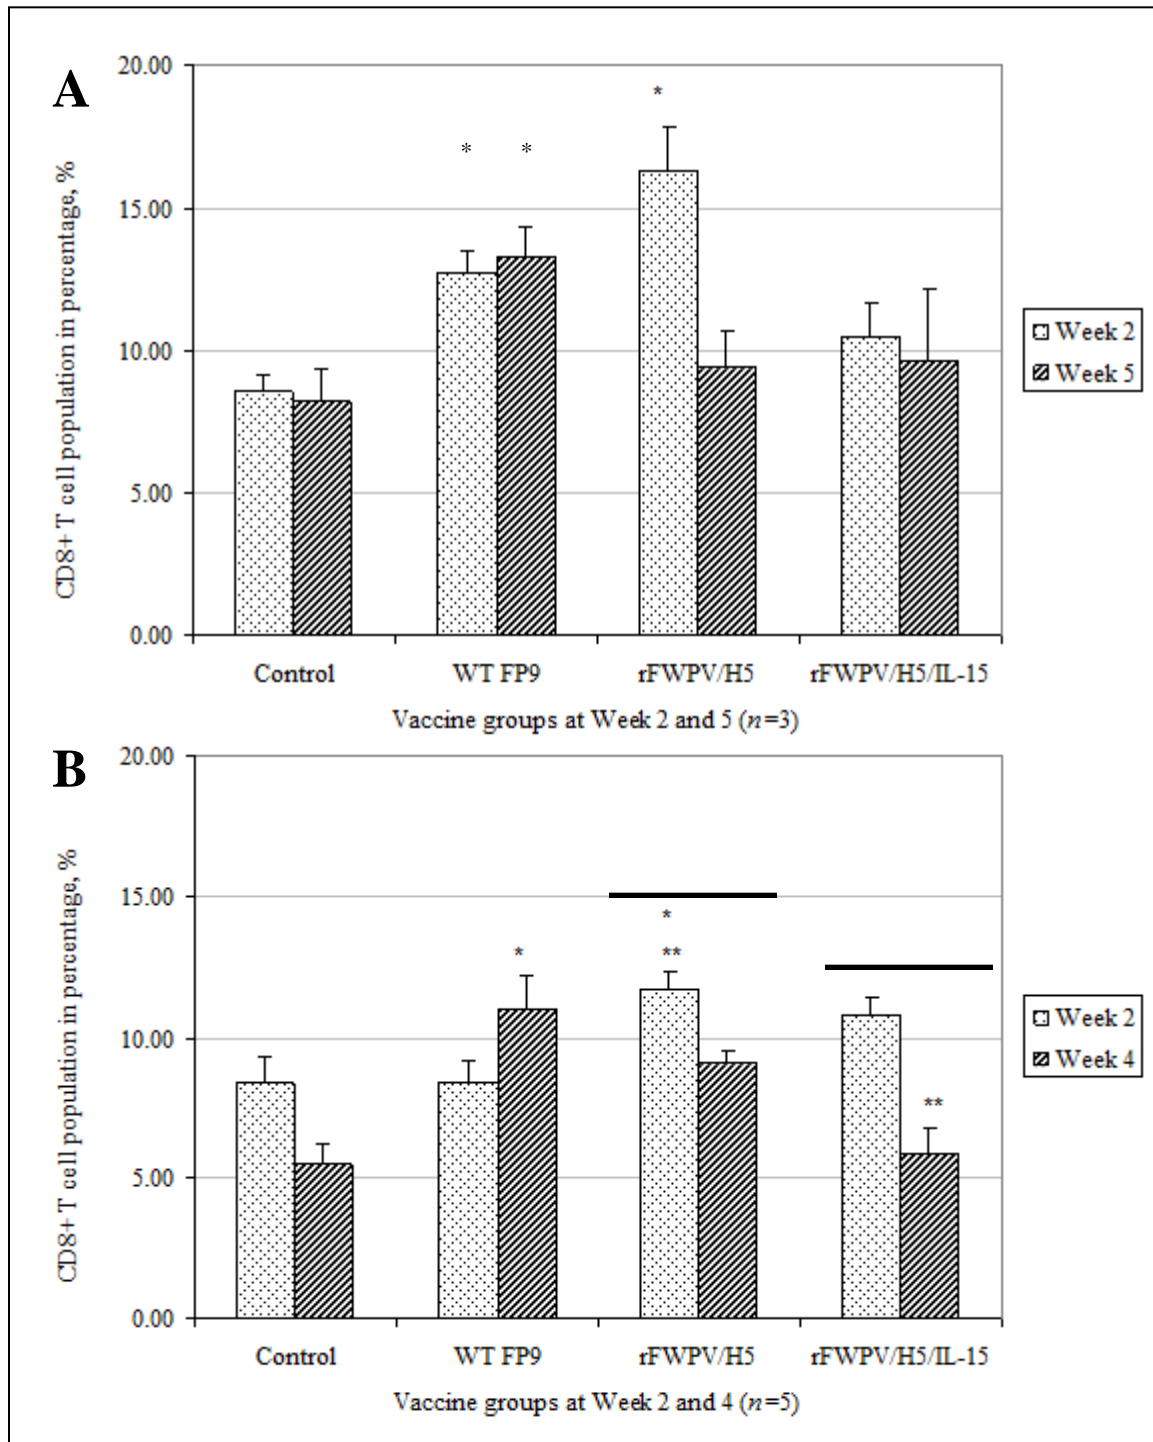 A
20.00
15.00
10.00
5.00
0.00
CD8+ T cell population in percentage, %
*
*
*
Control
WT FP9
rFWPV/H5
rFWPV/H5/IL-15
Vaccine groups at Week 2 and 5 (n=3)
Week 2
Week 5
B
20.00
15.00
10.00
5.00
0.00
CD8+ T cell population in percentage, %
*
*
**
**
Control
WT FP9
rFWPV/H5
rFWPV/H5/IL-15
Vaccine groups at Week 2 and 4 (n=5)
Week 2
Week 4